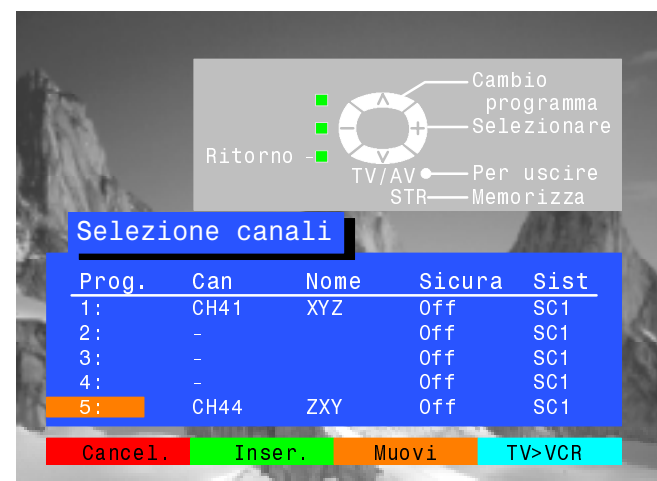 Cambio
programma
Selezionare
Ritorno
TV/AV Per uscire
STR Memorizza
Selezione canali
Prog. Can Nome Sicura Sist
1: CH41 XYZ Off SC1
2: - Off SC1
3: - Off SC1
4: - Off SC1
5: CH44 ZXY Off SC1
Cancel. Inser. Muovi TV>VCR